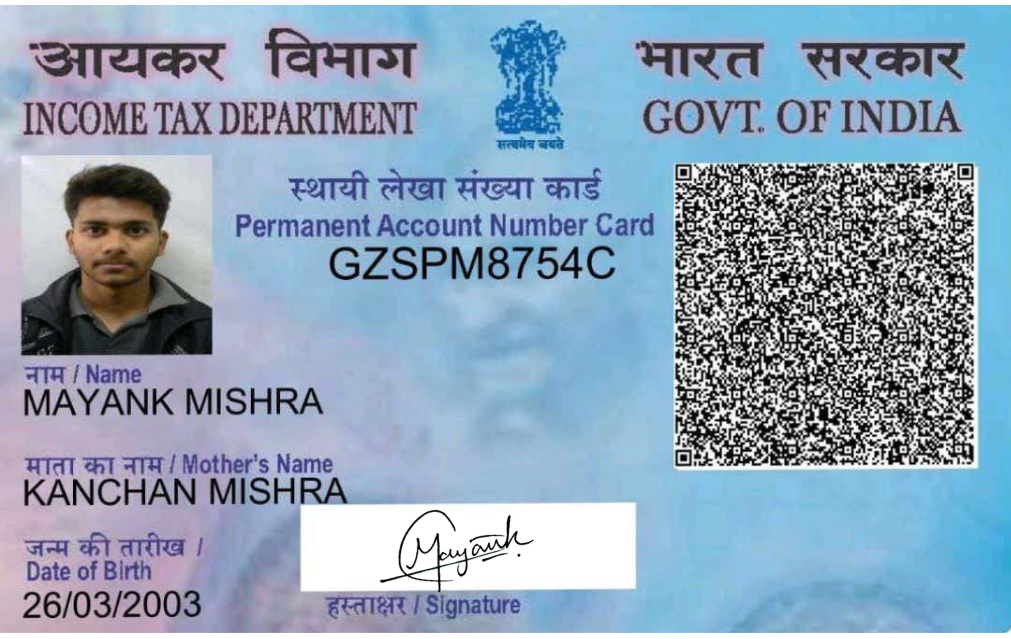 आयकर विभाग
INCOME TAX DEPARTMENT
सत्यमेव जयते
भारत सरकार
GOVT. OF INDIA
स्थायी लेखा संख्या कार्ड
Permanent Account Number Card
GZSPM8754C
नाम / Name
MAYANK MISHRA
माता का नाम / Mother's Name
KANCHAN MISHRA
जन्म की तारीख /
Date of Birth
26/03/2003
Mayank
हस्ताक्षर / Signature